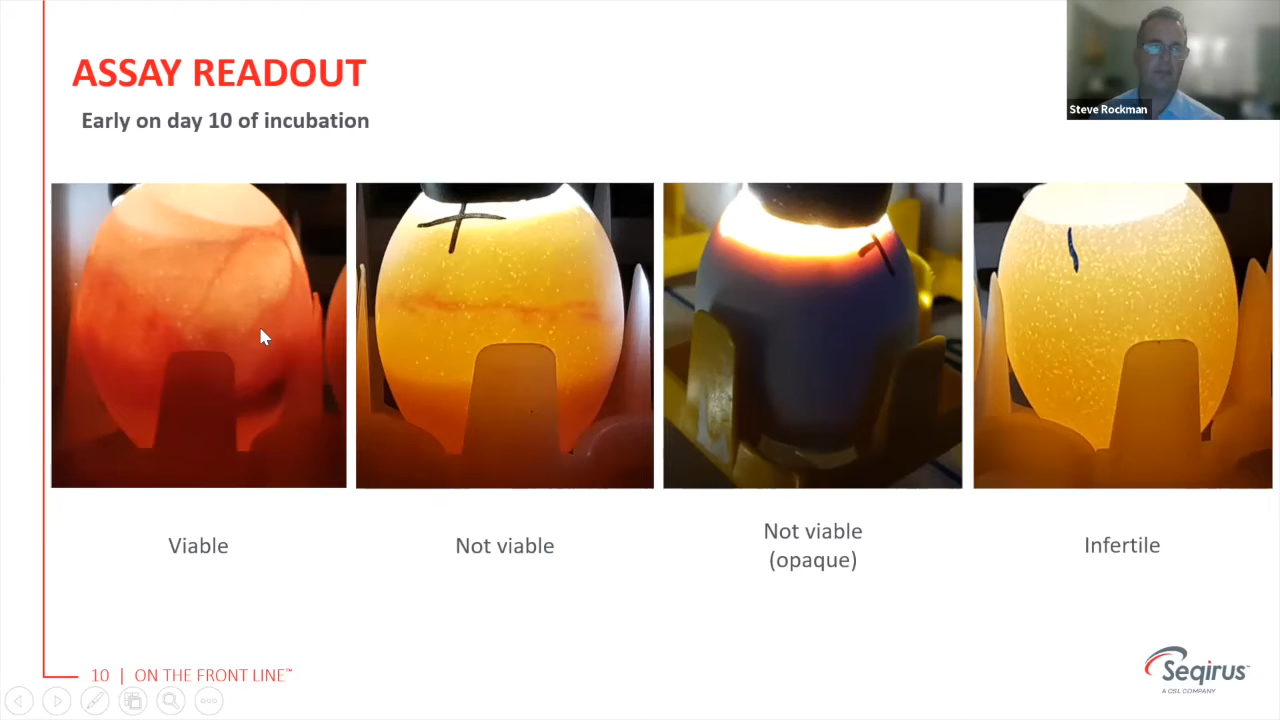 ASSAY READOUT
Early on day 10 of incubation
Steve Rockman
Viable
Not viable
Not viable
(opaque)
Infertile
10 | ON THE FRONT LINE™
Seqirus™
A CSL COMPANY